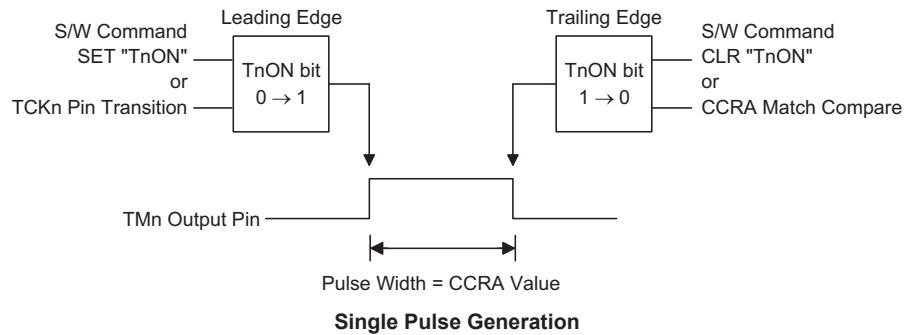 Leading Edge
S/W Command
SET "TnON"
or
TCKn Pin Transition
TnON bit
0 → 1
Trailing Edge
TnON bit
1 → 0
S/W Command
CLR "TnON"
or
CCRA Match Compare
TMn Output Pin
Pulse Width = CCRA Value
Single Pulse Generation